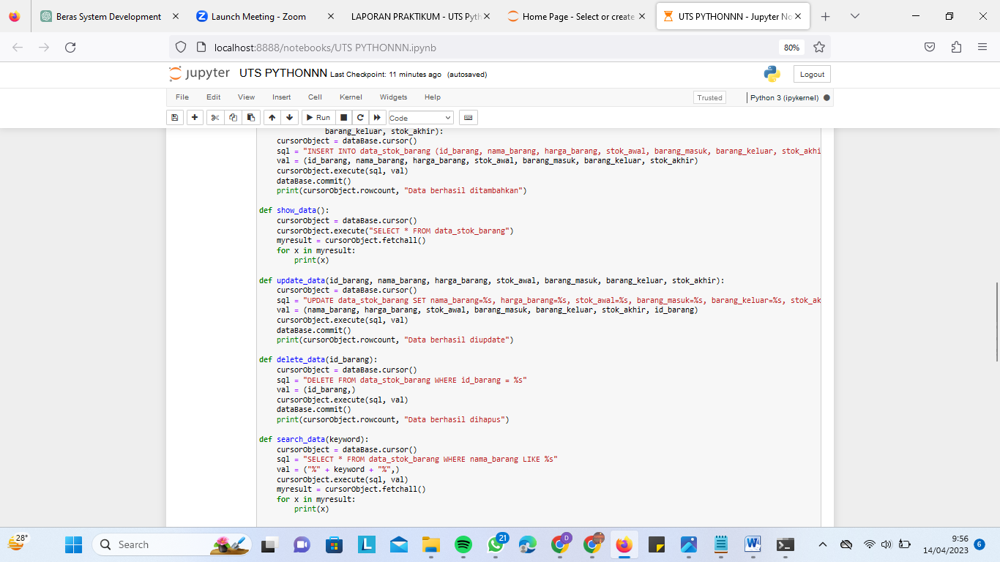 Beras System Development
Launch Meeting - Zoom
LAPORAN PRAKTIKUM - UTS Pyth
Home Page - Select or create
UTS PYTHONNN - Jupyter No
localhost:8888/notebooks/UTS PYTHONNN.ipynb
80%
jupyter UTS PYTHONNN Last Checkpoint: 11 minutes ago (autosaved)
Logout
File Edit View Insert Cell Kernel Widgets Help
Trusted
Python 3 (ipykernel)
Run
Code
barang_keluar, stok_akhir):
cursorObject = dataBase.cursor()
sql = "INSERT INTO data_stok_barang (id_barang, nama_barang, harga_barang, stok_awal, barang_masuk, barang_keluar, stok_akhi
val = (id_barang, nama_barang, harga_barang, stok_awal, barang_masuk, barang_keluar, stok_akhir)
cursorObject.execute(sql, val)
dataBase.commit()
print(cursorObject.rowcount, "Data berhasil ditambahkan")
def show_data():
cursorObject = dataBase.cursor()
cursorObject.execute("SELECT * FROM data_stok_barang")
myresult = cursorObject.fetchall()
for x in myresult:
print(x)
def update_data(id_barang, nama_barang, harga_barang, stok_awal, barang_masuk, barang_keluar, stok_akhir):
cursorObject = dataBase.cursor()
sql = "UPDATE data_stok_barang SET nama_barang=%s, harga_barang=%s, stok_awal=%s, barang_masuk=%s, barang_keluar=%s, stok_ak
val = (nama_barang, harga_barang, stok_awal, barang_masuk, barang_keluar, stok_akhir, id_barang)
cursorObject.execute(sql, val)
dataBase.commit()
print(cursorObject.rowcount, "Data berhasil diupdate")
def delete_data(id_barang):
cursorObject = dataBase.cursor()
sql = "DELETE FROM data_stok_barang WHERE id_barang = %s"
val = (id_barang,)
cursorObject.execute(sql, val)
dataBase.commit()
print(cursorObject.rowcount, "Data berhasil dihapus")
def search_data(keyword):
cursorObject = dataBase.cursor()
sql = "SELECT * FROM data_stok_barang WHERE nama_barang LIKE %s"
val = ("%" + keyword + "%",)
cursorObject.execute(sql, val)
myresult = cursorObject.fetchall()
for x in myresult:
print(x)
28°
Search
L
21
D
W
9:56
14/04/2023
6